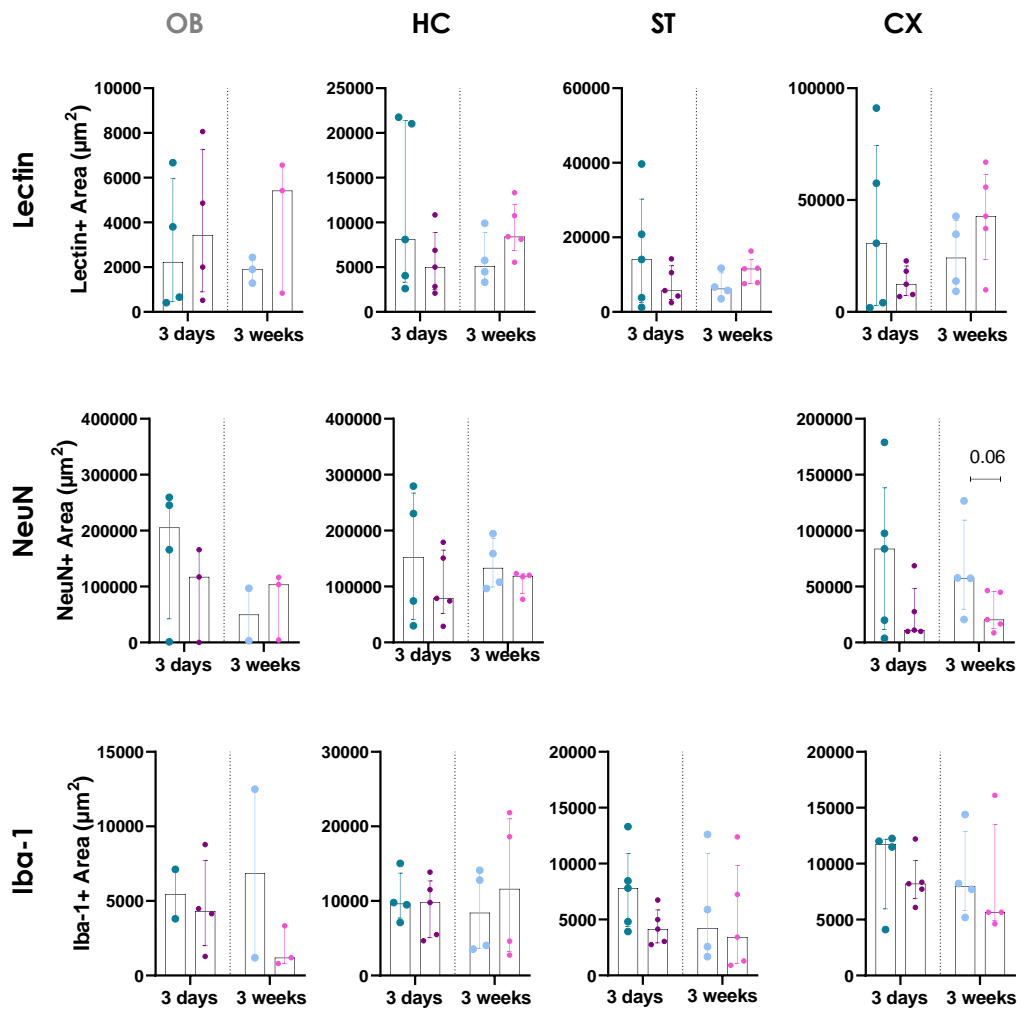 OB HC ST CX
Lectin
Lectin+ Area (µm²)
10000 25000 60000 100000
8000 20000
6000 15000 40000 50000
4000 10000 20000
2000 5000
0 0 0 0
3 days 3 weeks 3 days 3 weeks 3 days 3 weeks 3 days 3 weeks
NeuN
NeuN+ Area (µm²)
400000 400000 200000
300000 300000 150000
0.06
200000 200000 100000
100000 100000 50000
0 0 0
3 days 3 weeks 3 days 3 weeks 3 days 3 weeks
Iba-1
Iba-1+ Area (µm²)
15000 30000 20000 20000
10000 20000 15000 15000
10000 10000
5000 10000 5000 5000
0 0 0 0
3 days 3 weeks 3 days 3 weeks 3 days 3 weeks 3 days 3 weeks